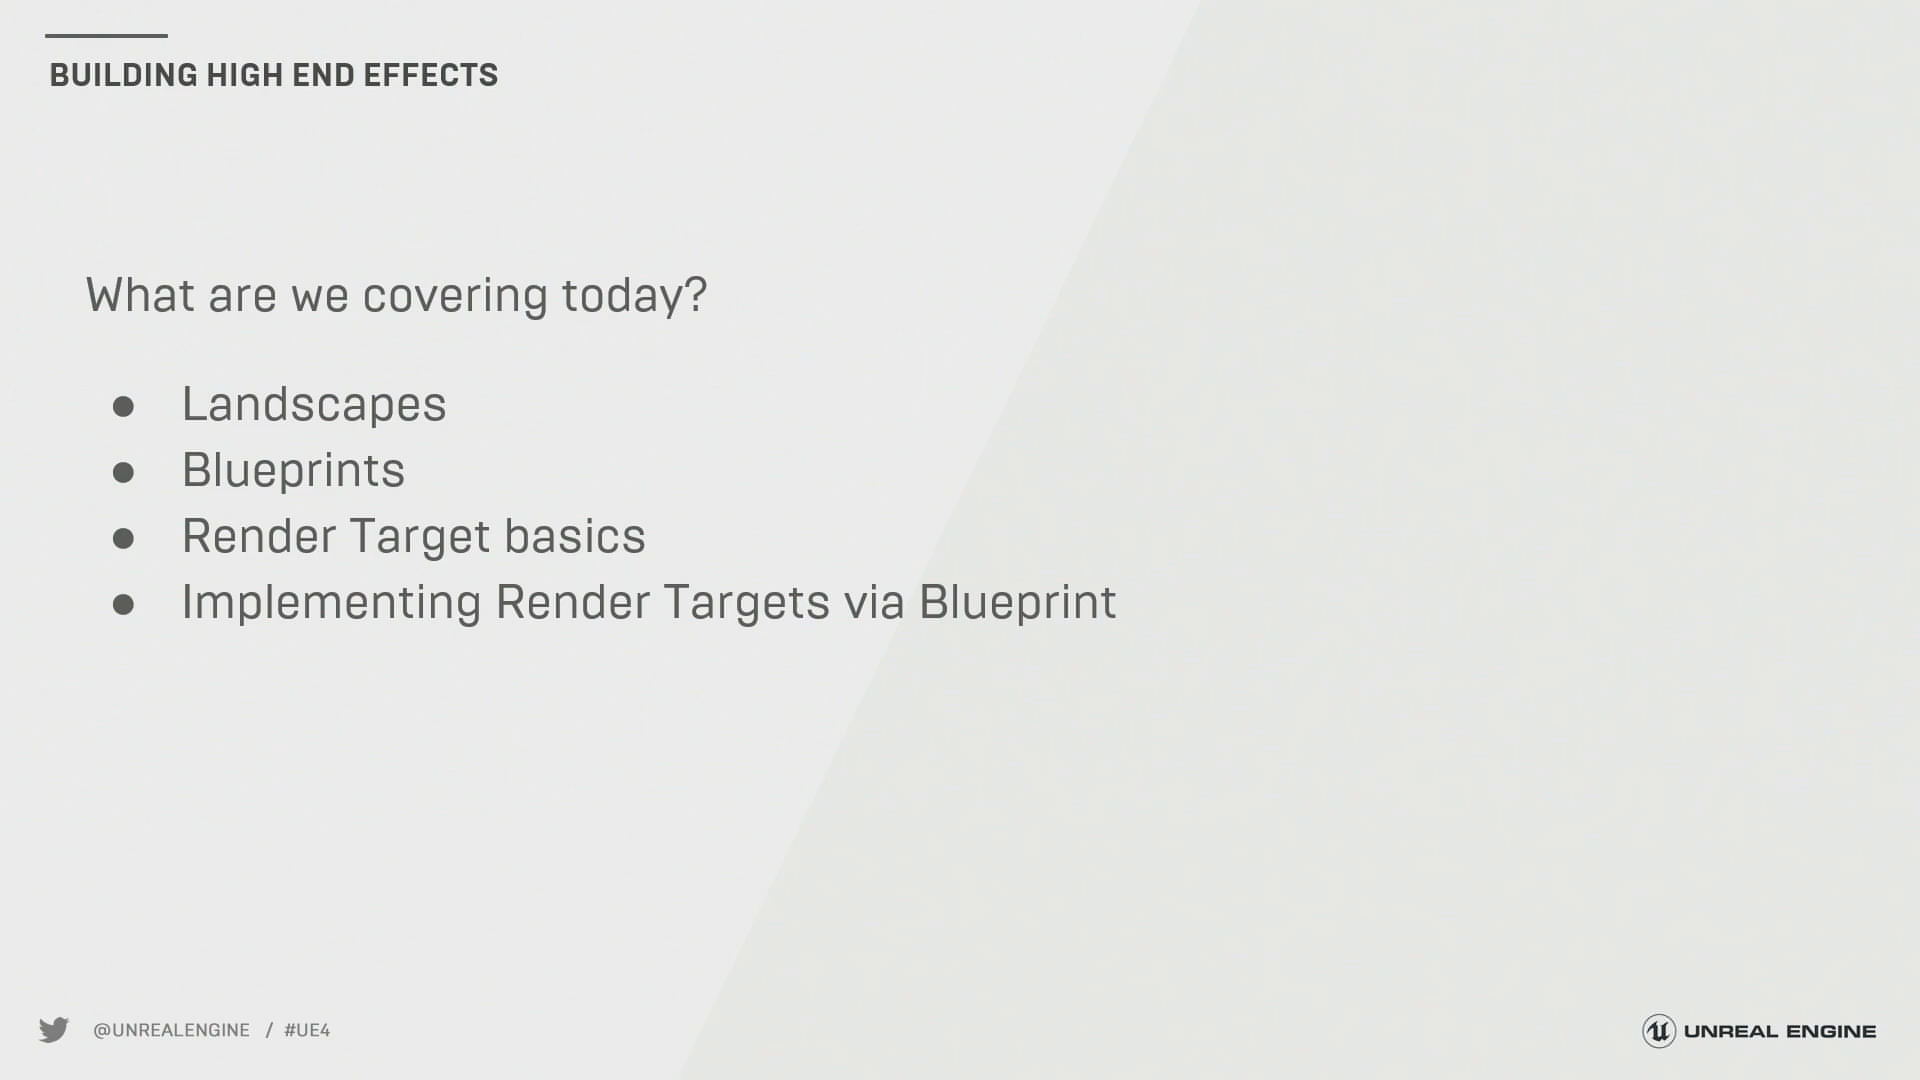 BUILDING HIGH END EFFECTS
What are we covering today?
● Landscapes
● Blueprints
● Render Target basics
● Implementing Render Targets via Blueprint
@UNREALENGINE / #UE4
UNREAL ENGINE